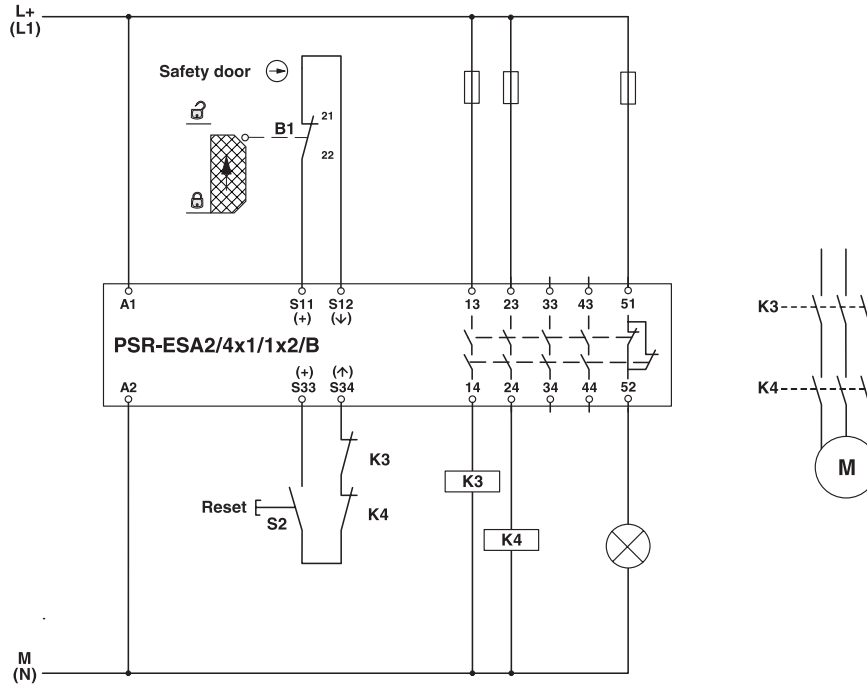 L+
(L1)
Safety door
B1
21
22
A1
S11
(+)
S12
(↓)
13
23
33
43
51
PSR-ESA2/4x1/1x2/B
A2
(+)
S33
(↑)
S34
14
24
34
44
52
K3
K4
Reset
S2
K3
K4
K3
K4
M
M
(N)